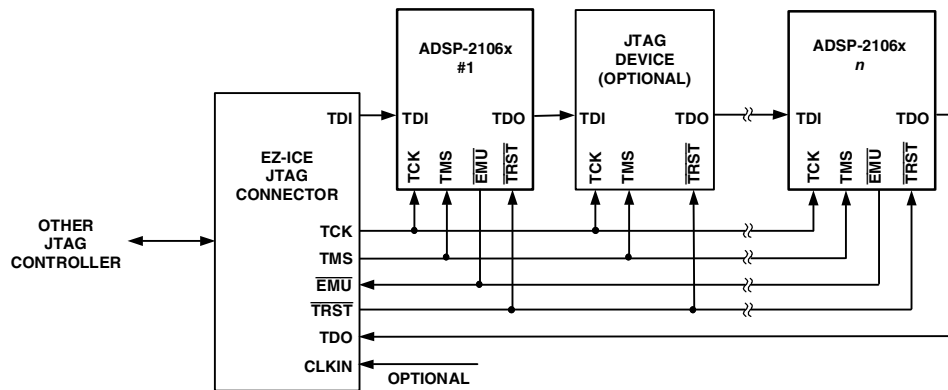 ADSP-2106x
#1
TDI
TDO
TCK
TMS
EMU
TRST
JTAG
DEVICE
(OPTIONAL)
TDI
TDO
TCK
TMS
TRST
ADSP-2106x
n
TDI
TDO
TCK
TMS
EMU
TRST
OTHER
JTAG
CONTROLLER
EZ-ICE
JTAG
CONNECTOR
TDI
TCK
TMS
EMU
TRST
TDO
CLKIN
OPTIONAL